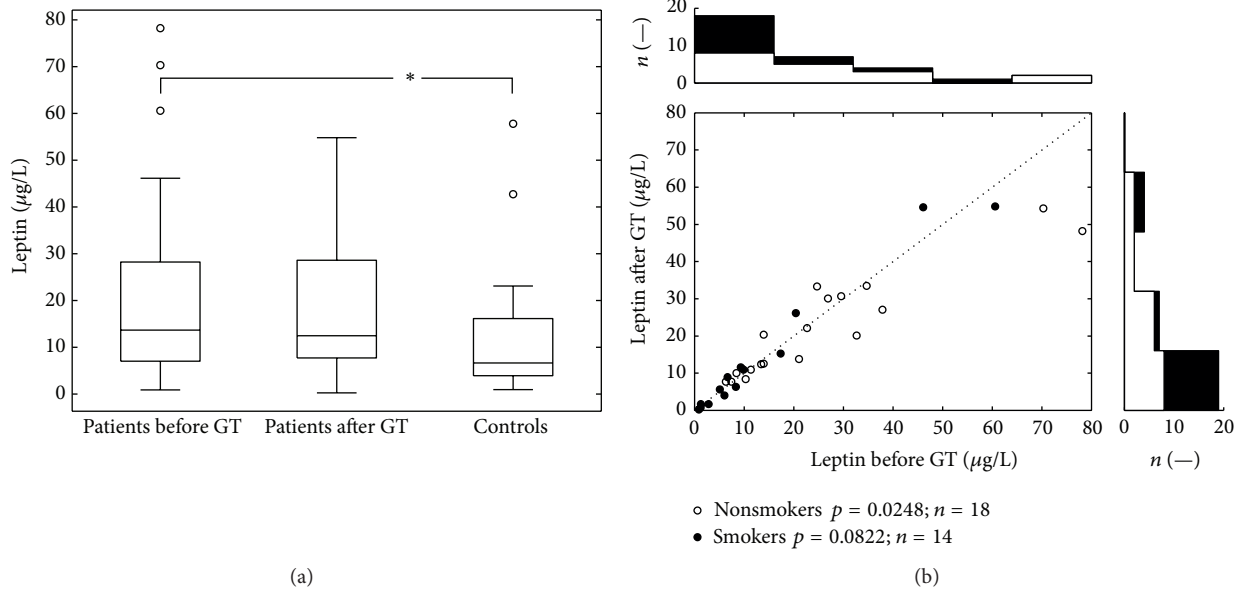 80
70
60
50
40
30
20
10
0
Leptin (μg/L)
*
Patients before GT
Patients after GT
Controls
(a)
20
10
0
n (—)
80
70
60
50
40
30
20
10
0
Leptin after GT (μg/L)
0 10 20 30 40 50 60 70 80
Leptin before GT (μg/L)
0 10 20
n (—)
Nonsmokers p = 0.0248; n = 18
Smokers p = 0.0822; n = 14
(b)